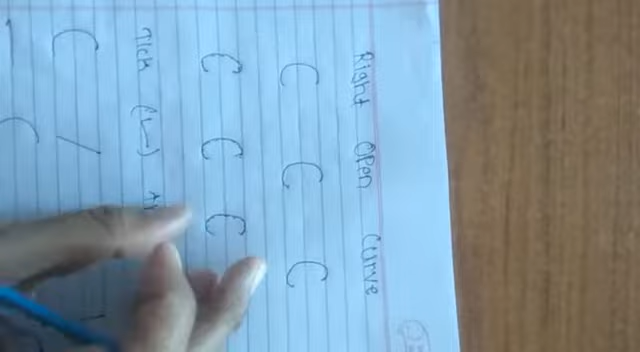 Right Open Curve
C C C
C C C
Tick (✓)
C /